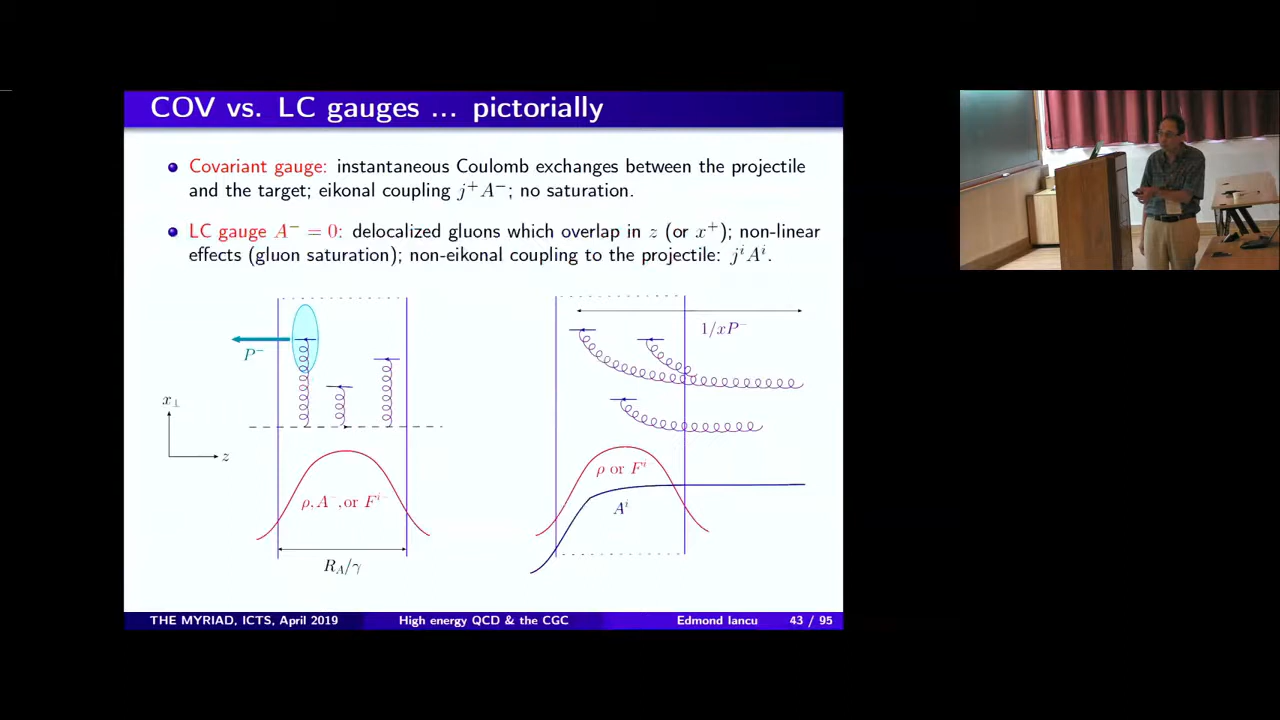 COV vs. LC gauges ... pictorially
Covariant gauge: instantaneous Coulomb exchanges between the projectile
and the target; eikonal coupling j⁺A⁻; no saturation.
LC gauge A⁻ = 0: delocalized gluons which overlap in z (or x⁺); non-linear
effects (gluon saturation); non-eikonal coupling to the projectile: jⁱAⁱ.
1/xP⁻
P⁻
x⊥
z
ρ, A⁻, or Fⁱ⁻
ρ or Fⁱ
Aⁱ
R_A/γ
THE MYRIAD, ICTS, April 2019 High energy QCD & the CGC Edmond Iancu 43 / 95